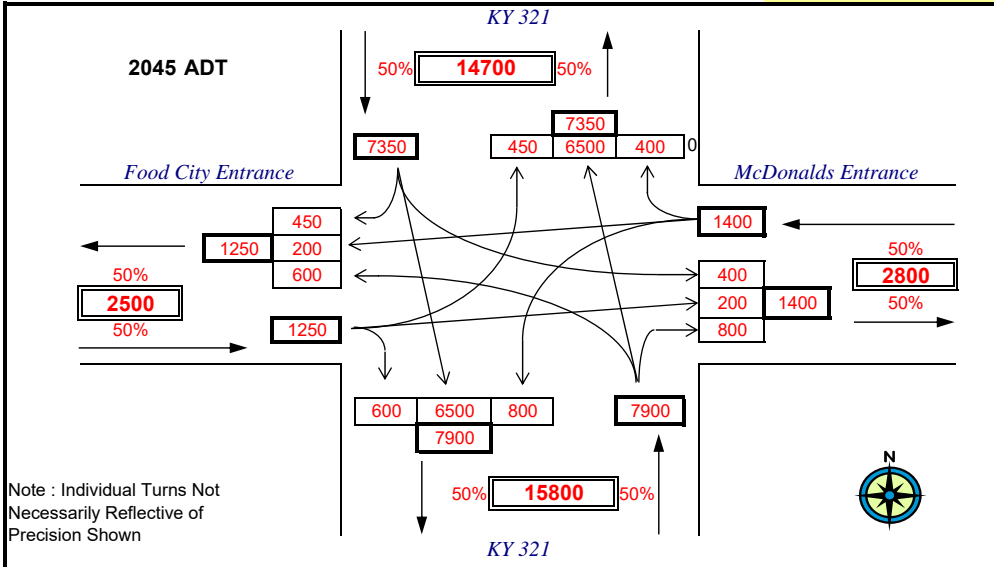 KY 321
2045 ADT
50% 14700 50%
7350
7350
450 6500 400 0
Food City Entrance
McDonalds Entrance
450
1250 200
600
1400
50%
2500
50%
1250
50%
2800
50%
400
200 1400
800
600 6500 800
7900
7900
50% 15800 50%
N
Note : Individual Turns Not
Necessarily Reflective of
Precision Shown
KY 321